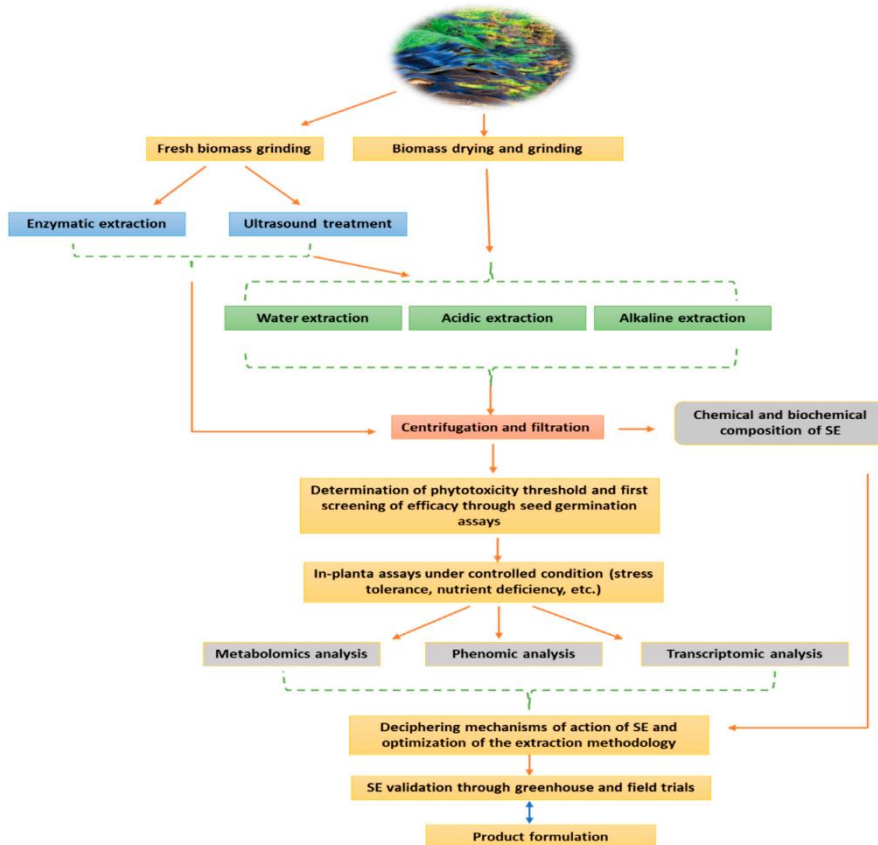 Fresh biomass grinding
Biomass drying and grinding
Enzymatic extraction
Ultrasound treatment
Water extraction
Acidic extraction
Alkaline extraction
Centrifugation and filtration
Chemical and biochemical
composition of SE
Determination of phytotoxicity threshold and first
screening of efficacy through seed germination
assays
In-planta assays under controlled condition (stress
tolerance, nutrient deficiency, etc.)
Metabolomics analysis
Phenomic analysis
Transcriptomic analysis
Deciphering mechanisms of action of SE and
optimization of the extraction methodology
SE validation through greenhouse and field trials
Product formulation